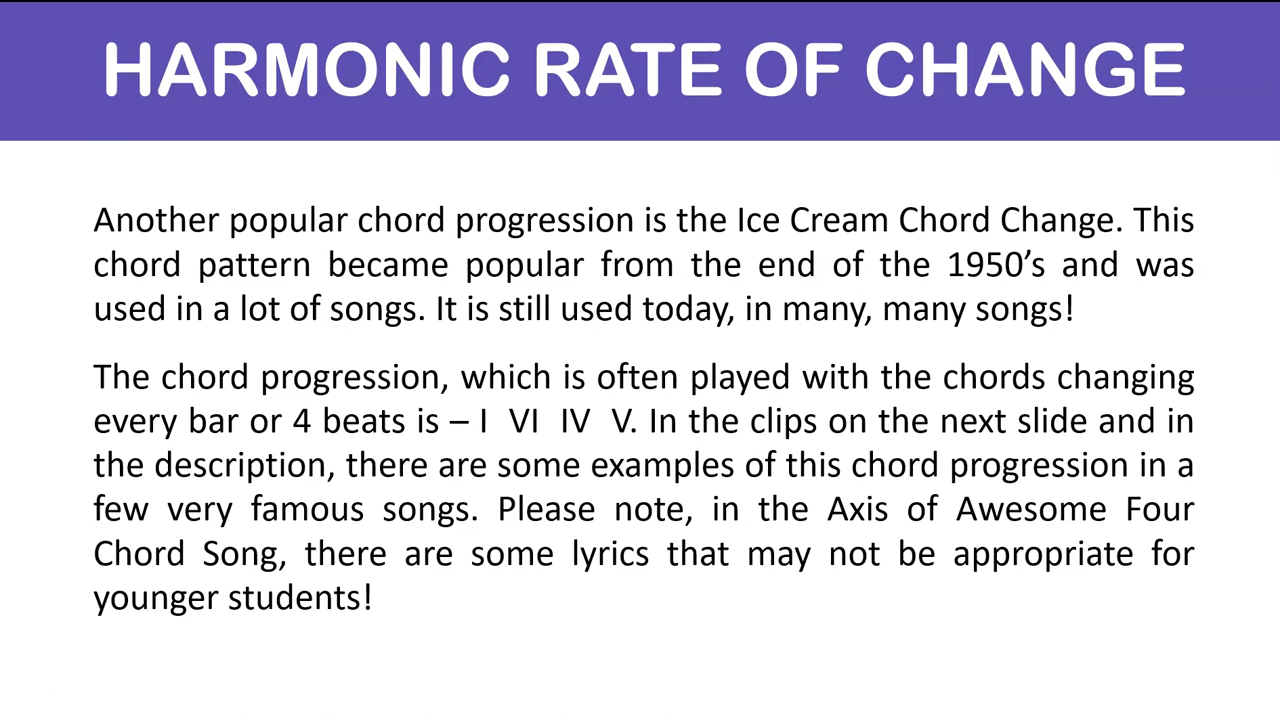 HARMONIC RATE OF CHANGE
Another popular chord progression is the Ice Cream Chord Change. This
chord pattern became popular from the end of the 1950’s and was
used in a lot of songs. It is still used today, in many, many songs!
The chord progression, which is often played with the chords changing
every bar or 4 beats is – I  VI  IV  V. In the clips on the next slide and in
the description, there are some examples of this chord progression in a
few very famous songs. Please note, in the Axis of Awesome Four
Chord Song, there are some lyrics that may not be appropriate for
younger students!